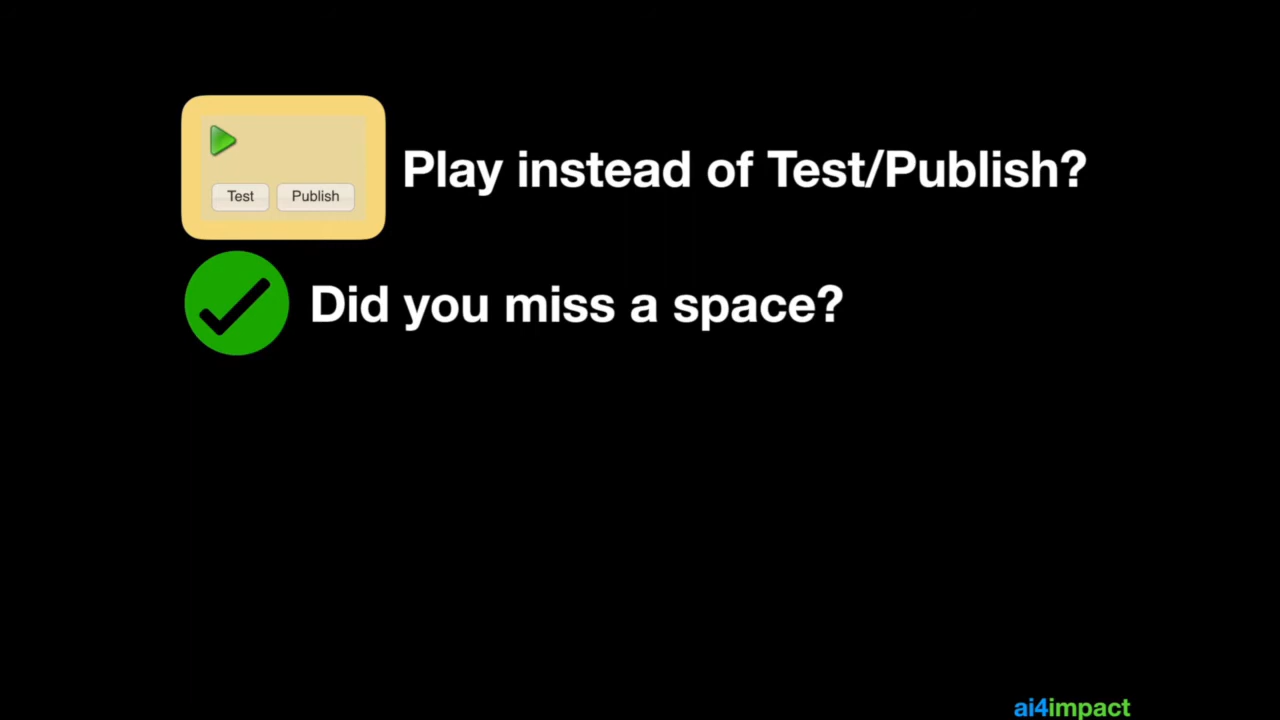 Play instead of Test/Publish?
Test Publish
Did you miss a space?
ai4impact